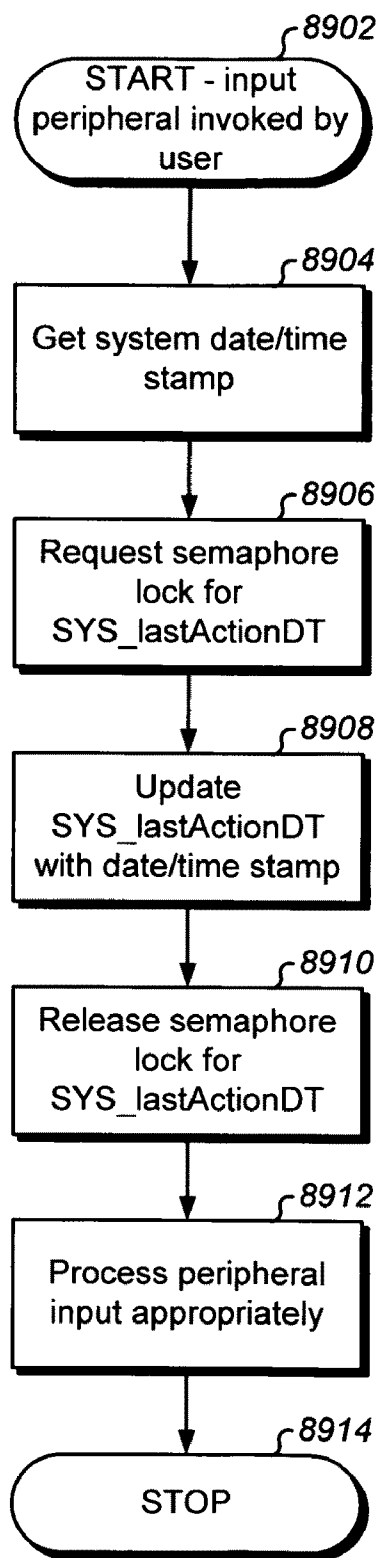 8902
START - input
peripheral invoked by
user
8904
Get system date/time
stamp
8906
Request semaphore
lock for
SYS_lastActionDT
8908
Update
SYS_lastActionDT
with date/time stamp
8910
Release semaphore
lock for
SYS_lastActionDT
8912
Process peripheral
input appropriately
8914
STOP